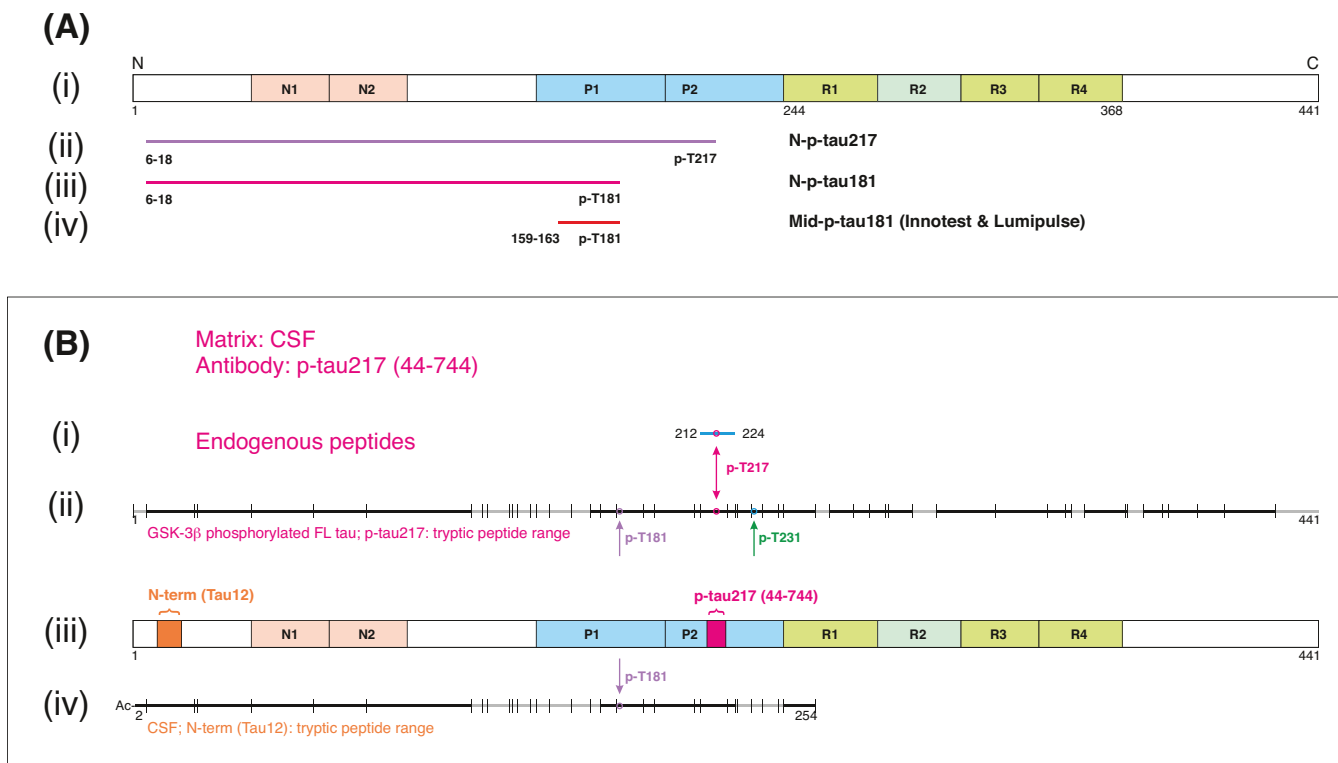 (A)
N C
(i) N1 N2 P1 P2 R1 R2 R3 R4
1 244 368 441
(ii) N-p-tau217
6-18 p-T217
(iii) N-p-tau181
6-18 p-T181
(iv) Mid-p-tau181 (Innotest & Lumipulse)
159-163 p-T181
(B)
Matrix: CSF
Antibody: p-tau217 (44-744)
(i) Endogenous peptides 212 224
p-T217
(ii)
1 441
GSK-3β phosphorylated FL tau; p-tau217: tryptic peptide range p-T181 p-T231
N-term (Tau12) p-tau217 (44-744)
(iii) N1 N2 P1 P2 R1 R2 R3 R4
1 441
p-T181
(iv) Ac-
2 254
CSF; N-term (Tau12): tryptic peptide range